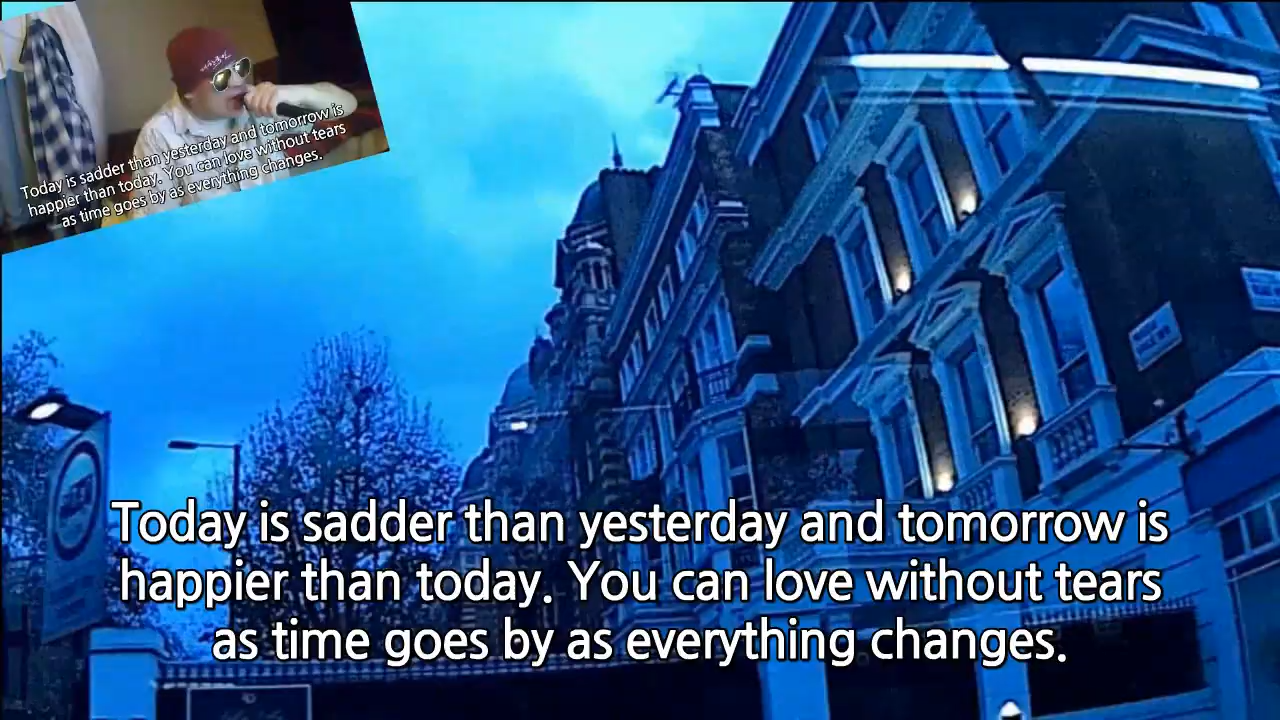 Today is sadder than yesterday and tomorrow is
happier than today. You can love without tears
as time goes by as everything changes.
Today is sadder than yesterday and tomorrow is
happier than today. You can love without tears
as time goes by as everything changes.